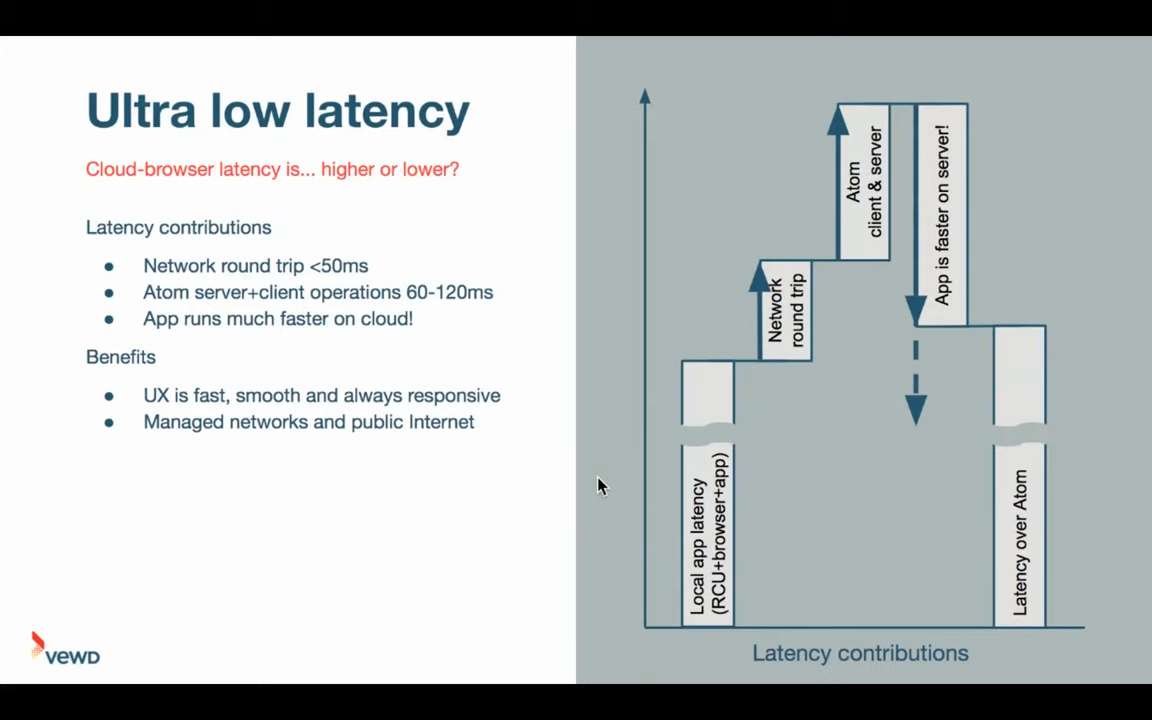 Ultra low latency
Cloud-browser latency is... higher or lower?
Latency contributions
● Network round trip <50ms
● Atom server+client operations 60-120ms
● App runs much faster on cloud!
Benefits
● UX is fast, smooth and always responsive
● Managed networks and public Internet
VEWD
Local app latency
(RCU+browser+app)
Network
round trip
Atom
client & server
App is faster on server!
Latency over Atom
Latency contributions